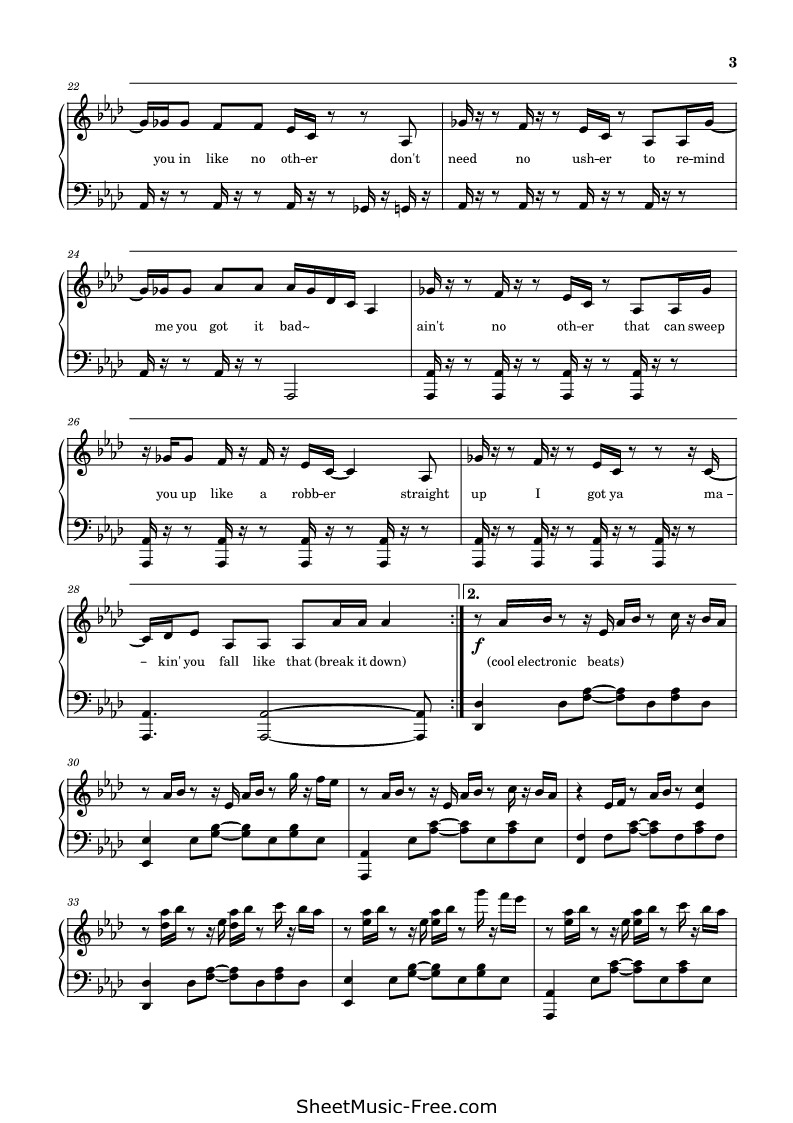 3
22
you in like no oth-er don't need no ush-er to re-mind
24
me you got it bad~ ain't no oth-er that can sweep
26
you up like a robb-er straight up I got ya ma -
28
2.
f
- kin' you fall like that (break it down) (cool electronic beats)
30
33
SheetMusic-Free.com